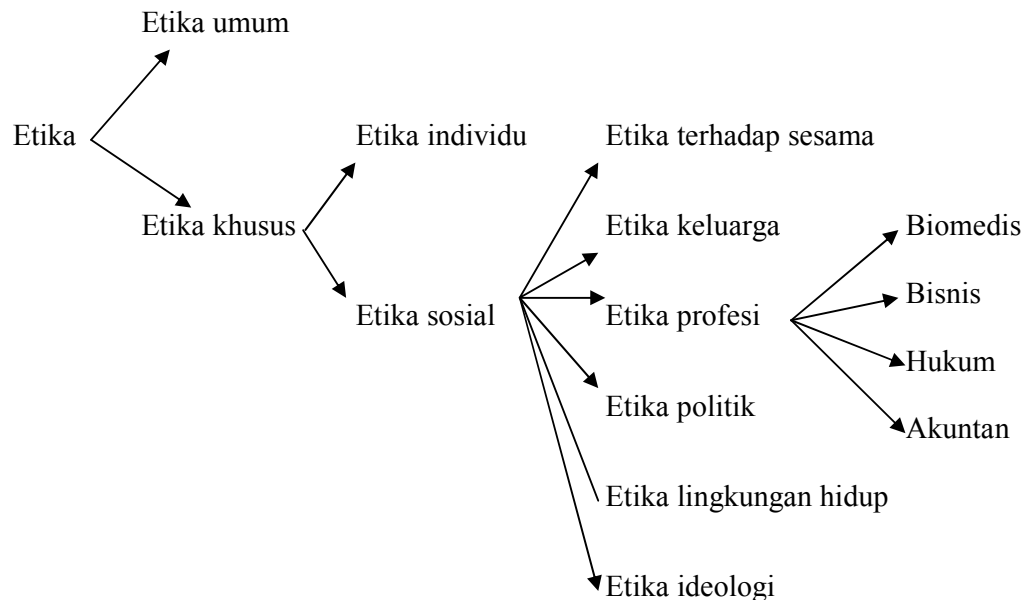 Etika umum
Etika
Etika individu
Etika terhadap sesama
Etika khusus
Etika keluarga
Biomedis
Bisnis
Etika sosial
Etika profesi
Hukum
Etika politik
Akuntan
Etika lingkungan hidup
Etika ideologi